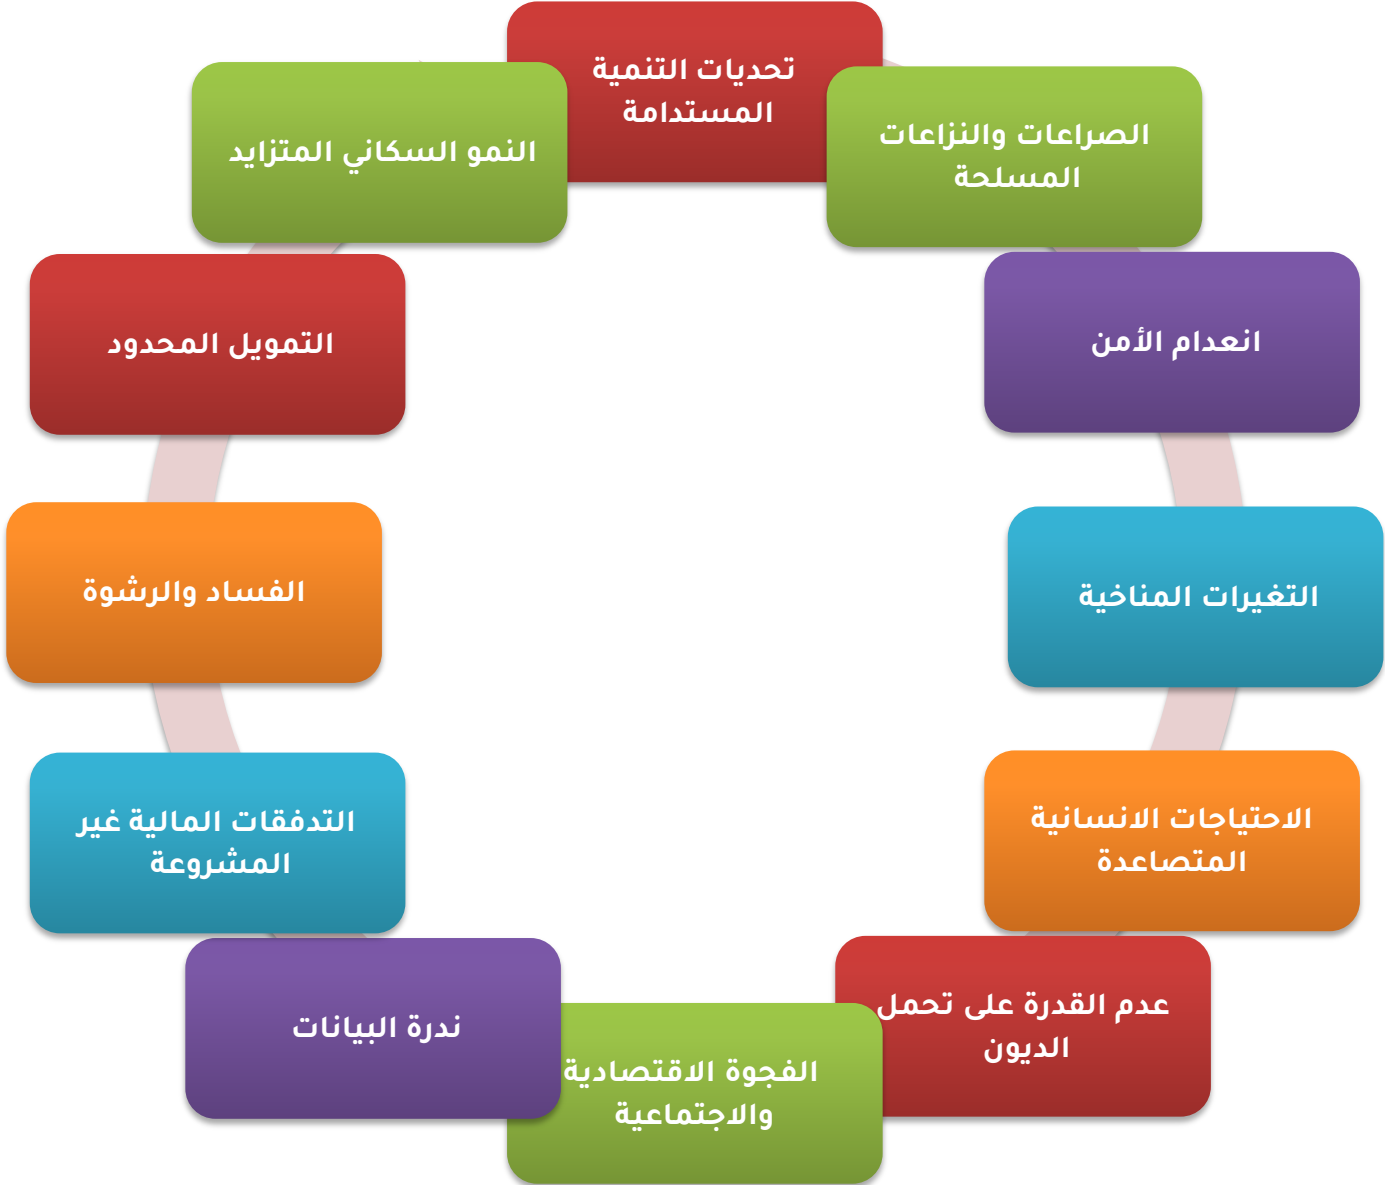 تحديات التنمية
المستدامة
الصراعات والنزاعات
المسلحة
انعدام الأمن
التغيرات المناخية
الاحتياجات الانسانية
المتصاعدة
عدم القدرة على تحمل
الديون
الفجوة الاقتصادية
والاجتماعية
ندرة البيانات
التدفقات المالية غير
المشروعة
الفساد والرشوة
التمويل المحدود
النمو السكاني المتزايد